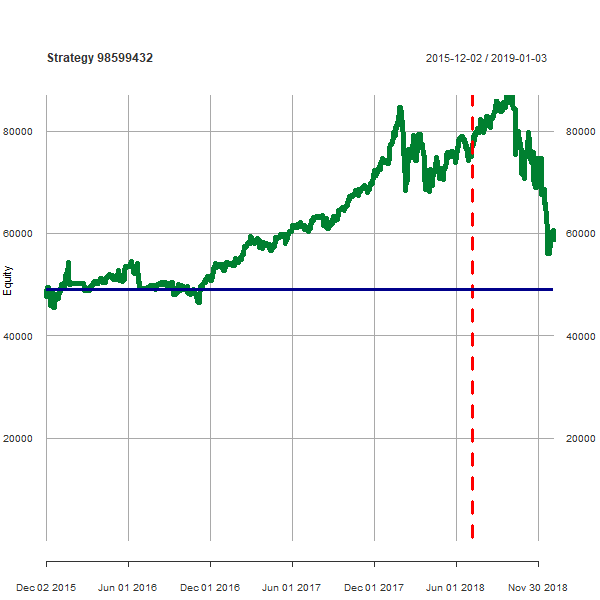 Strategy 98599432 2015-12-02 / 2019-01-03
80000 80000
60000 60000
Equity
40000 40000
20000 20000
Dec 02 2015 Jun 01 2016 Dec 01 2016 Jun 01 2017 Dec 01 2017 Jun 01 2018 Nov 30 2018